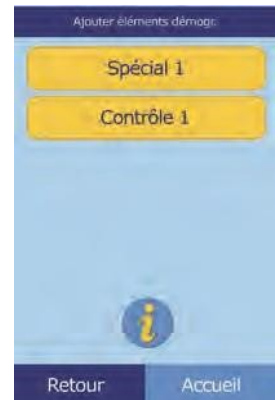 Ajouter éléments démogr.
Spécial 1
Contrôle 1
i
Retour
Accueil